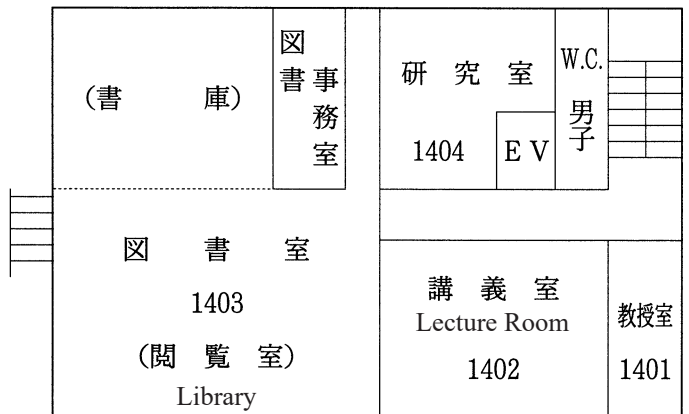 (書庫)
図書
事務室
研究室
1404
EV
W.C.
男子
図書室
1403
(閲覧室)
Library
講義室
Lecture Room
1402
教授室
1401